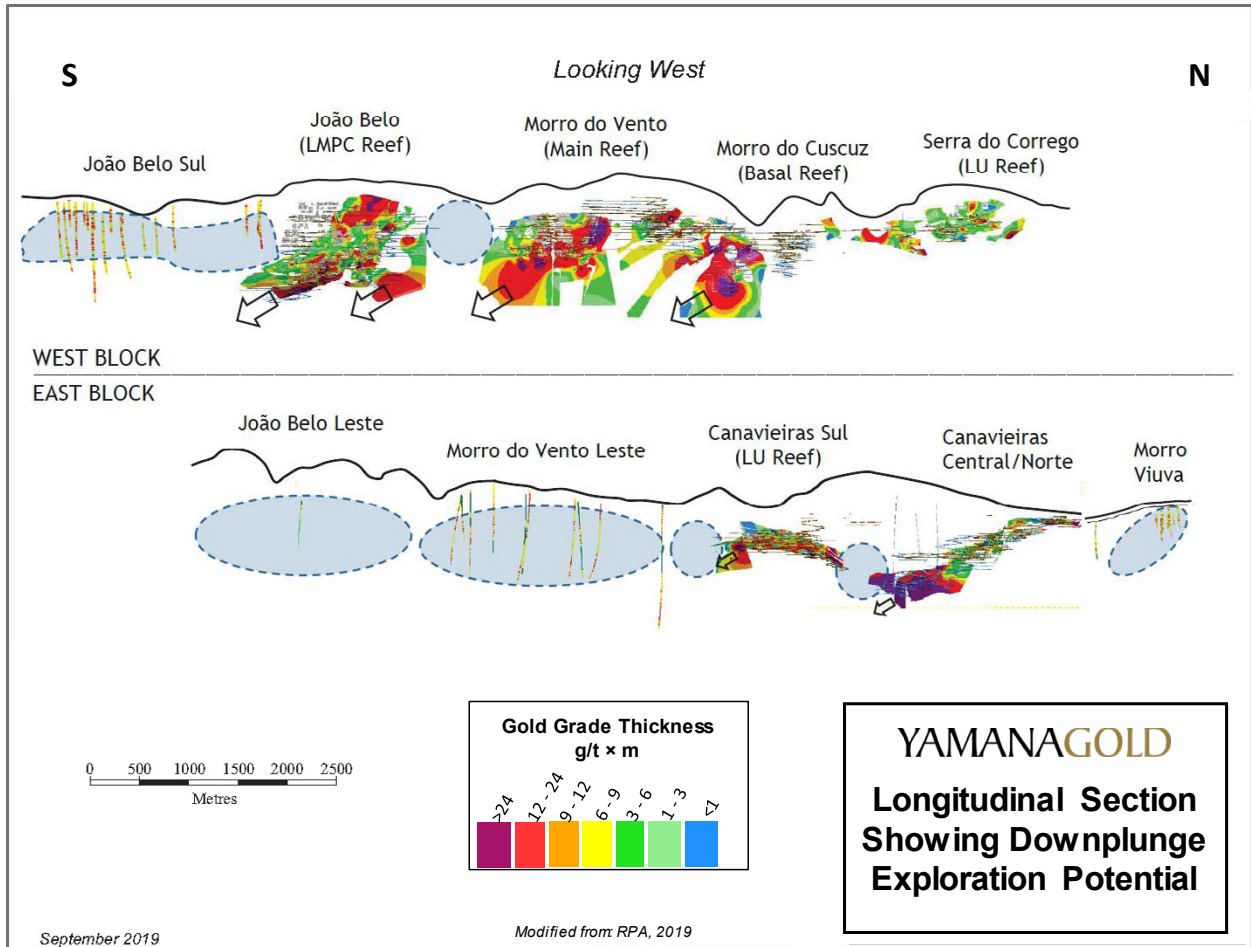 S
Looking West
N
João Belo Sul
João Belo
(LMPC Reef)
Morro do Vento
(Main Reef)
Morro do Cuscuz
(Basal Reef)
Serra do Corrego
(LU Reef)
WEST BLOCK
EAST BLOCK
João Belo Leste
Morro do Vento Leste
Canavieiras Sul
(LU Reef)
Canavieiras
Central/Norte
Morro
Viuva
0 500 1000 1500 2000 2500
Metres
Gold Grade Thickness
g/t × m
>24
12 - 24
9 - 12
6 - 9
3 - 6
1 - 3
<1
YAMANAGOLD
Longitudinal Section
Showing Downplunge
Exploration Potential
September 2019
Modified from: RPA, 2019